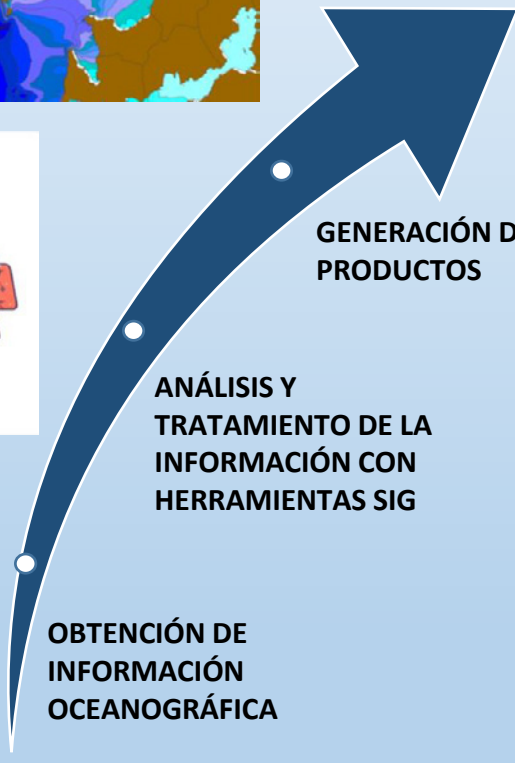 GENERACIÓN D
PRODUCTOS
ANÁLISIS Y
TRATAMIENTO DE LA
INFORMACIÓN CON
HERRAMIENTAS SIG
OBTENCIÓN DE
INFORMACIÓN
OCEANOGRÁFICA